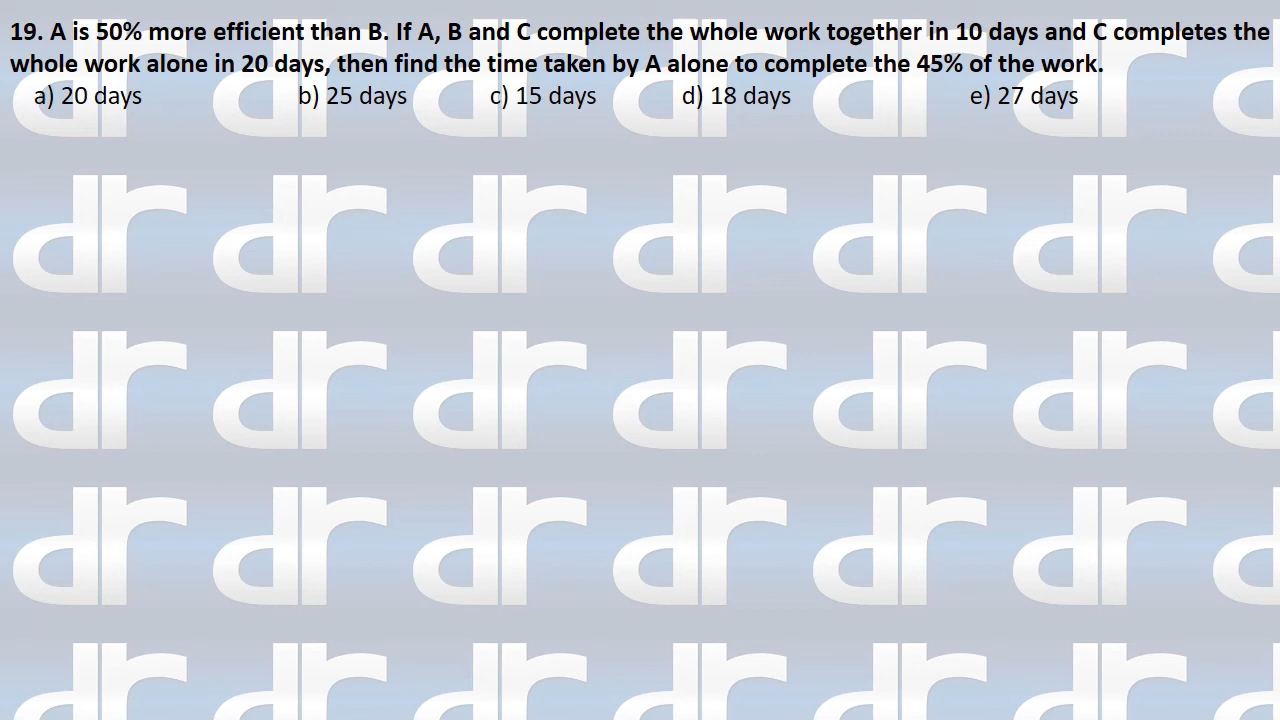 19. A is 50% more efficient than B. If A, B and C complete the whole work together in 10 days and C completes the
whole work alone in 20 days, then find the time taken by A alone to complete the 45% of the work.
a) 20 days b) 25 days c) 15 days d) 18 days e) 27 days